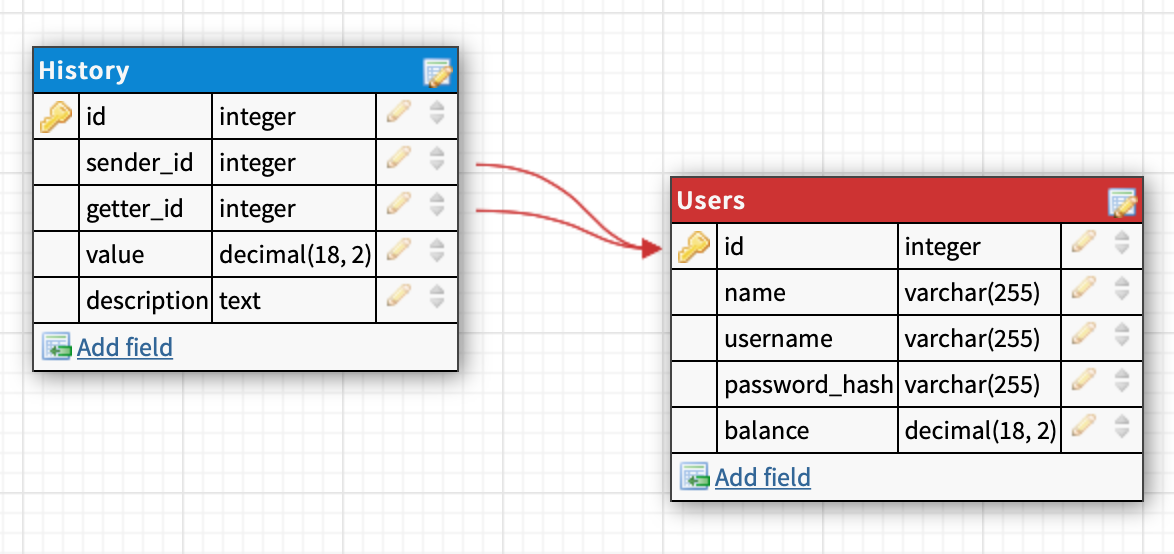 History
id integer
sender_id integer
getter_id integer
value decimal(18, 2)
description text
Add field
Users
id integer
name varchar(255)
username varchar(255)
password_hash varchar(255)
balance decimal(18, 2)
Add field